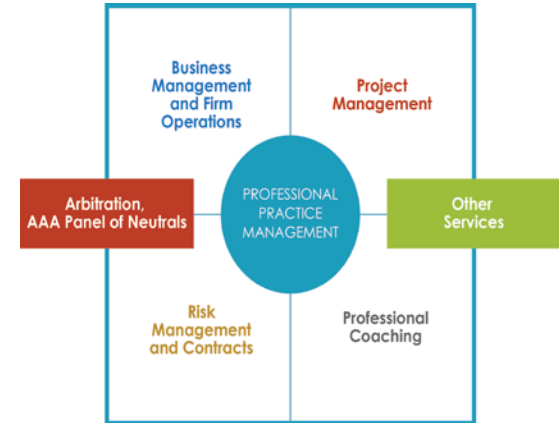 Business
Management
and Firm
Operations
Project
Management
Arbitration,
AAA Panel of Neutrals
PROFESSIONAL
PRACTICE
MANAGEMENT
Other
Services
Risk
Management
and Contracts
Professional
Coaching